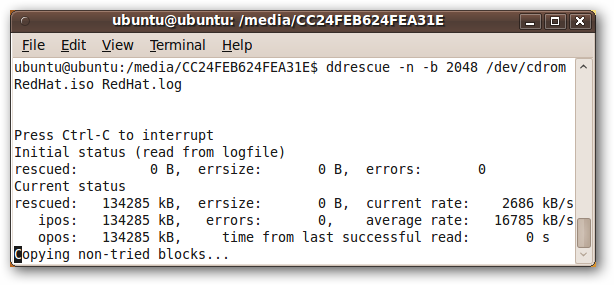 ubuntu@ubuntu: /media/CC24FEB624FEA31E
File Edit View Terminal Help
ubuntu@ubuntu:/media/CC24FEB624FEA31E$ ddrescue -n -b 2048 /dev/cdrom
RedHat.iso RedHat.log
Press Ctrl-C to interrupt
Initial status (read from logfile)
rescued:         0 B,  errsize:       0 B,  errors:       0
Current status
rescued:   134285 kB,  errsize:       0 B,  current rate:    2686 kB/s
   ipos:   134285 kB,   errors:       0,    average rate:   16785 kB/s
   opos:   134285 kB,     time from last successful read:       0 s
Copying non-tried blocks...